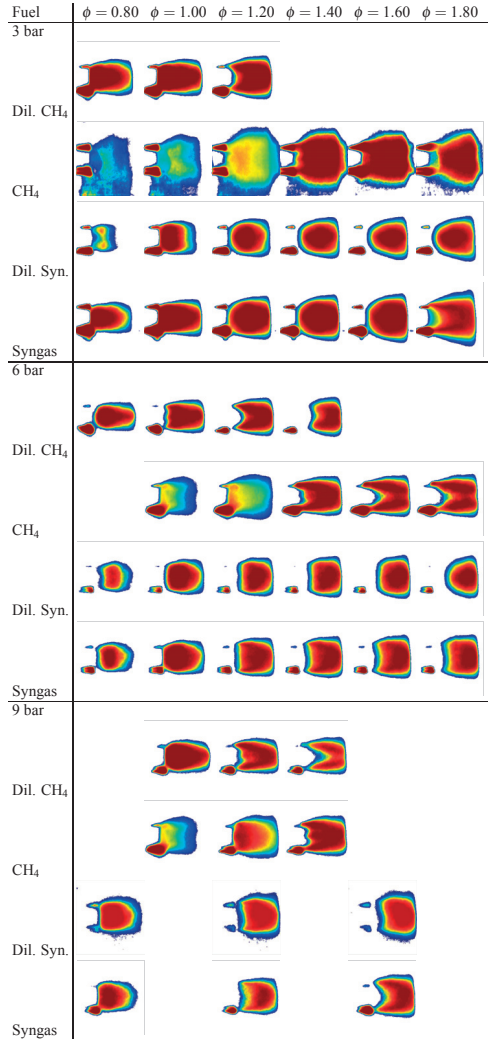 Fuel ϕ = 0.80 ϕ = 1.00 ϕ = 1.20 ϕ = 1.40 ϕ = 1.60 ϕ = 1.80
3 bar
Dil. CH₄
CH₄
Dil. Syn.
Syngas
6 bar
Dil. CH₄
CH₄
Dil. Syn.
Syngas
9 bar
Dil. CH₄
CH₄
Dil. Syn.
Syngas